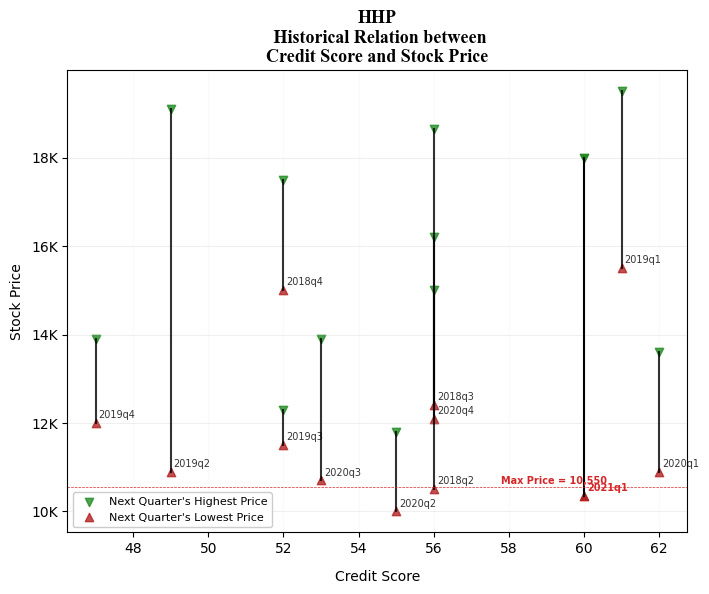 HHP
Historical Relation between
Credit Score and Stock Price
Stock Price
18K
16K
14K
12K
10K
2019q1
2018q4
2018q3
2020q4
2019q4
2019q3
2019q2
2020q3
2018q2
2020q1
Max Price = 10,550
2021q1
2020q2
Next Quarter's Highest Price
Next Quarter's Lowest Price
48 50 52 54 56 58 60 62
Credit Score